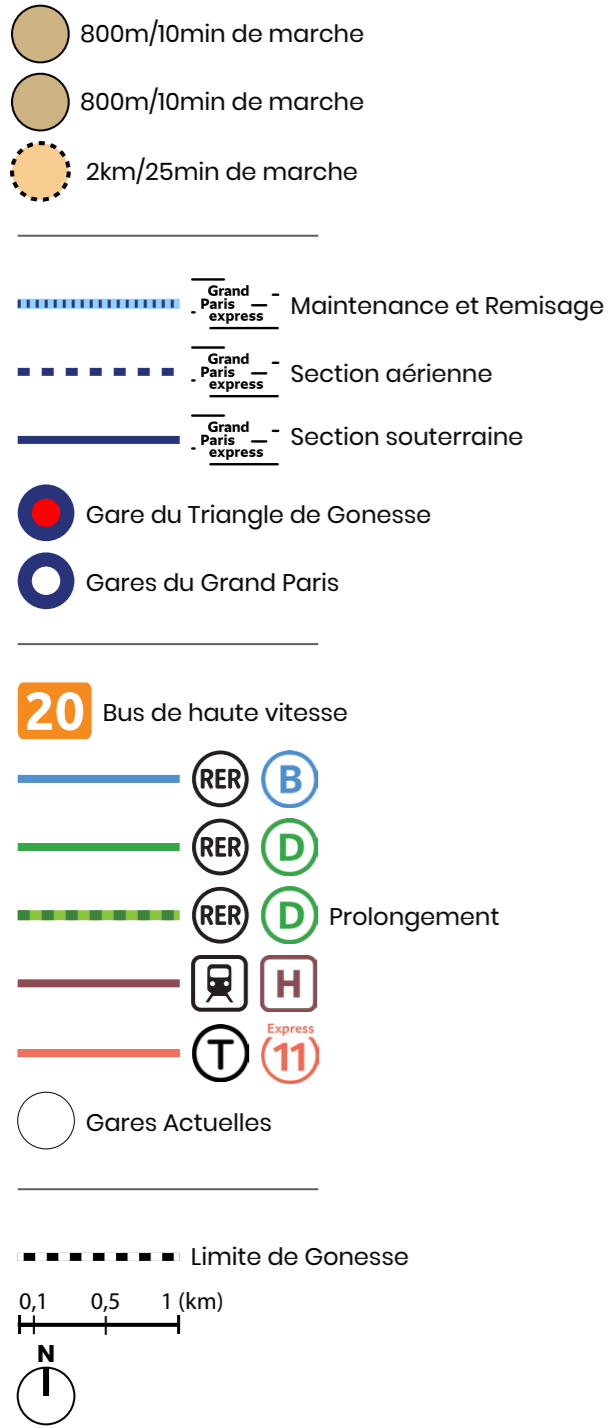 800m/10min de marche
800m/10min de marche
2km/25min de marche
Grand
Paris
express
Maintenance et Remisage
Grand
Paris
express
Section aérienne
Grand
Paris
express
Section souterraine
Gare du Triangle de Gonesse
Gares du Grand Paris
20 Bus de haute vitesse
RER B
RER D
RER D Prolongement
H
T Express 11
Gares Actuelles
Limite de Gonesse
0,1 0,5 1 (km)
N